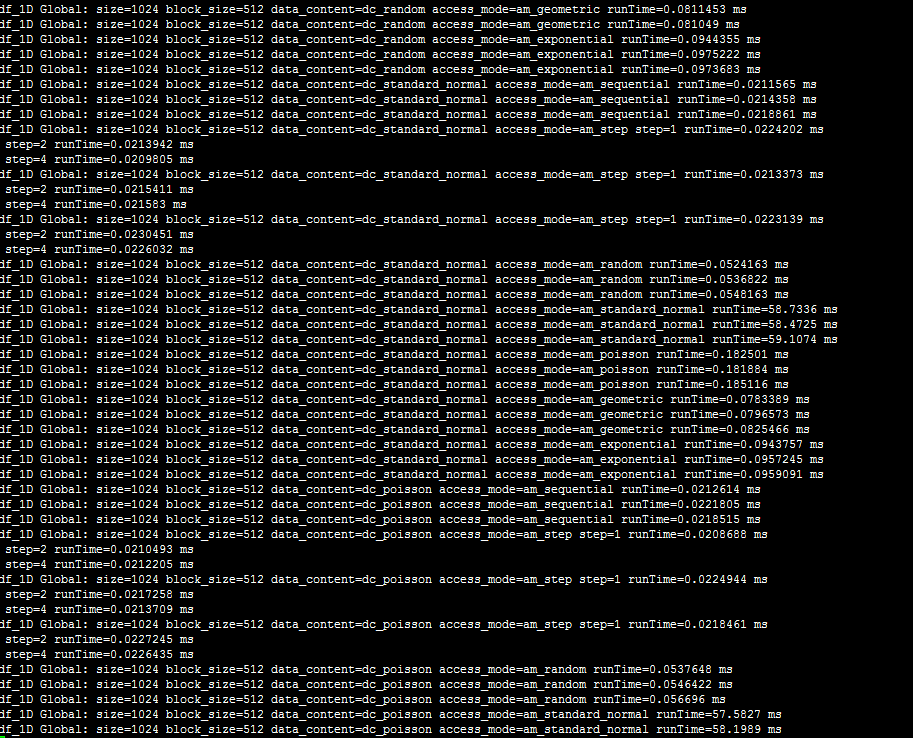 df_1D Global: size=1024 block_size=512 data_content=dc_random access_mode=am_geometric runTime=0.0811453 ms
df_1D Global: size=1024 block_size=512 data_content=dc_random access_mode=am_geometric runTime=0.081049 ms
df_1D Global: size=1024 block_size=512 data_content=dc_random access_mode=am_exponential runTime=0.0944355 ms
df_1D Global: size=1024 block_size=512 data_content=dc_random access_mode=am_exponential runTime=0.0975222 ms
df_1D Global: size=1024 block_size=512 data_content=dc_random access_mode=am_exponential runTime=0.0973683 ms
df_1D Global: size=1024 block_size=512 data_content=dc_standard_normal access_mode=am_sequential runTime=0.0211565 ms
df_1D Global: size=1024 block_size=512 data_content=dc_standard_normal access_mode=am_sequential runTime=0.0214358 ms
df_1D Global: size=1024 block_size=512 data_content=dc_standard_normal access_mode=am_sequential runTime=0.0218861 ms
df_1D Global: size=1024 block_size=512 data_content=dc_standard_normal access_mode=am_step step=1 runTime=0.0224202 ms
step=2 runTime=0.0213942 ms
step=4 runTime=0.0209805 ms
df_1D Global: size=1024 block_size=512 data_content=dc_standard_normal access_mode=am_step step=1 runTime=0.0213373 ms
step=2 runTime=0.0215411 ms
step=4 runTime=0.021583 ms
df_1D Global: size=1024 block_size=512 data_content=dc_standard_normal access_mode=am_step step=1 runTime=0.0223139 ms
step=2 runTime=0.0230451 ms
step=4 runTime=0.0226032 ms
df_1D Global: size=1024 block_size=512 data_content=dc_standard_normal access_mode=am_random runTime=0.0524163 ms
df_1D Global: size=1024 block_size=512 data_content=dc_standard_normal access_mode=am_random runTime=0.0536822 ms
df_1D Global: size=1024 block_size=512 data_content=dc_standard_normal access_mode=am_random runTime=0.0548163 ms
df_1D Global: size=1024 block_size=512 data_content=dc_standard_normal access_mode=am_standard_normal runTime=58.7336 ms
df_1D Global: size=1024 block_size=512 data_content=dc_standard_normal access_mode=am_standard_normal runTime=58.4725 ms
df_1D Global: size=1024 block_size=512 data_content=dc_standard_normal access_mode=am_standard_normal runTime=59.1074 ms
df_1D Global: size=1024 block_size=512 data_content=dc_standard_normal access_mode=am_poisson runTime=0.182501 ms
df_1D Global: size=1024 block_size=512 data_content=dc_standard_normal access_mode=am_poisson runTime=0.181884 ms
df_1D Global: size=1024 block_size=512 data_content=dc_standard_normal access_mode=am_poisson runTime=0.185116 ms
df_1D Global: size=1024 block_size=512 data_content=dc_standard_normal access_mode=am_geometric runTime=0.0783389 ms
df_1D Global: size=1024 block_size=512 data_content=dc_standard_normal access_mode=am_geometric runTime=0.0796573 ms
df_1D Global: size=1024 block_size=512 data_content=dc_standard_normal access_mode=am_geometric runTime=0.0825466 ms
df_1D Global: size=1024 block_size=512 data_content=dc_standard_normal access_mode=am_exponential runTime=0.0943757 ms
df_1D Global: size=1024 block_size=512 data_content=dc_standard_normal access_mode=am_exponential runTime=0.0957245 ms
df_1D Global: size=1024 block_size=512 data_content=dc_standard_normal access_mode=am_exponential runTime=0.0959091 ms
df_1D Global: size=1024 block_size=512 data_content=dc_poisson access_mode=am_sequential runTime=0.0212614 ms
df_1D Global: size=1024 block_size=512 data_content=dc_poisson access_mode=am_sequential runTime=0.0221805 ms
df_1D Global: size=1024 block_size=512 data_content=dc_poisson access_mode=am_sequential runTime=0.0218515 ms
df_1D Global: size=1024 block_size=512 data_content=dc_poisson access_mode=am_step step=1 runTime=0.0208688 ms
step=2 runTime=0.0210493 ms
step=4 runTime=0.0212205 ms
df_1D Global: size=1024 block_size=512 data_content=dc_poisson access_mode=am_step step=1 runTime=0.0224944 ms
step=2 runTime=0.0217258 ms
step=4 runTime=0.0213709 ms
df_1D Global: size=1024 block_size=512 data_content=dc_poisson access_mode=am_step step=1 runTime=0.0218461 ms
step=2 runTime=0.0227245 ms
step=4 runTime=0.0226435 ms
df_1D Global: size=1024 block_size=512 data_content=dc_poisson access_mode=am_random runTime=0.0537648 ms
df_1D Global: size=1024 block_size=512 data_content=dc_poisson access_mode=am_random runTime=0.0546422 ms
df_1D Global: size=1024 block_size=512 data_content=dc_poisson access_mode=am_random runTime=0.056696 ms
df_1D Global: size=1024 block_size=512 data_content=dc_poisson access_mode=am_standard_normal runTime=57.5827 ms
df_1D Global: size=1024 block_size=512 data_content=dc_poisson access_mode=am_standard_normal runTime=58.1989 ms